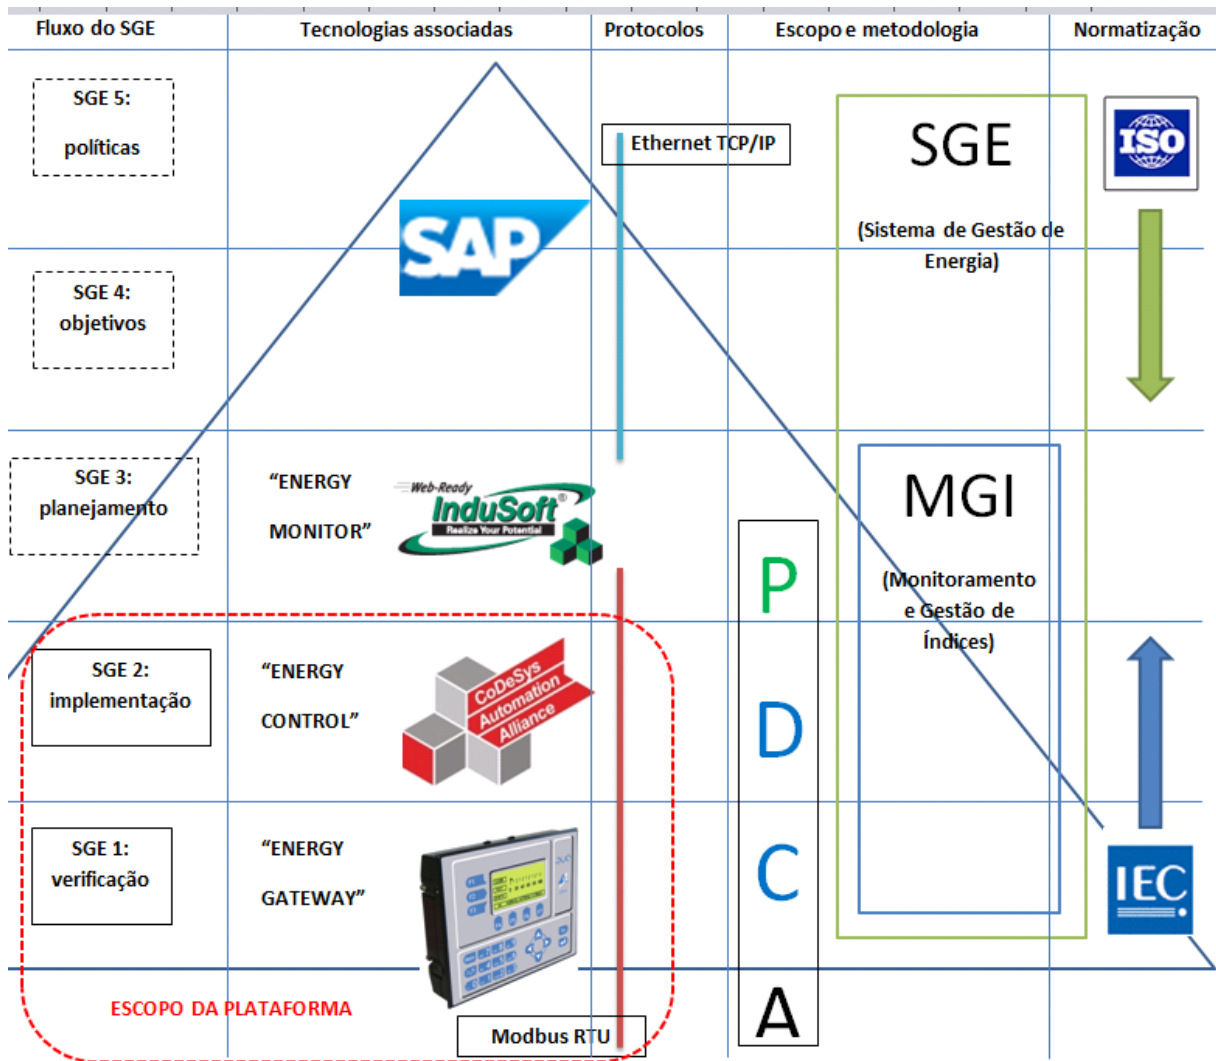 Fluxo do SGE
Tecnologias associadas
Protocolos
Escopo e metodologia
Normatização
SGE 5:
políticas
SAP
Ethernet TCP/IP
SGE
(Sistema de Gestão de
Energia)
ISO
SGE 4:
objetivos
SGE 3:
planejamento
“ENERGY
MONITOR”
Web-Ready
InduSoft®
Realize Your Potential
P
MGI
(Monitoramento
e Gestão de
Índices)
SGE 2:
implementação
“ENERGY
CONTROL”
CoDeSys
Automation
Alliance
D
SGE 1:
verificação
“ENERGY
GATEWAY”
C
IEC
ESCOPO DA PLATAFORMA
Modbus RTU
A